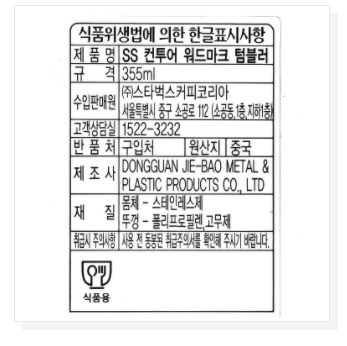 식품위생법에 의한 한글표시사항
제 품 명 SS 컨투어 워드마크 텀블러
규 격 355ml
수입판매원 ㈜스타벅스커피코리아
서울특별시 중구 소공로 112 (소공동,1층,지하1층)
고객상담실 1522-3232
반 품 처 구입처 원산지 중국
제 조 사 DONGGUAN JIE-BAO METAL &
PLASTIC PRODUCTS CO., LTD
재 질 몸체 - 스테인레스제
뚜껑 - 폴리프로필렌,고무제
취급시 주의사항 사용 전 동봉된 취급주의서를 확인해 주시기 바랍니다.
식품용